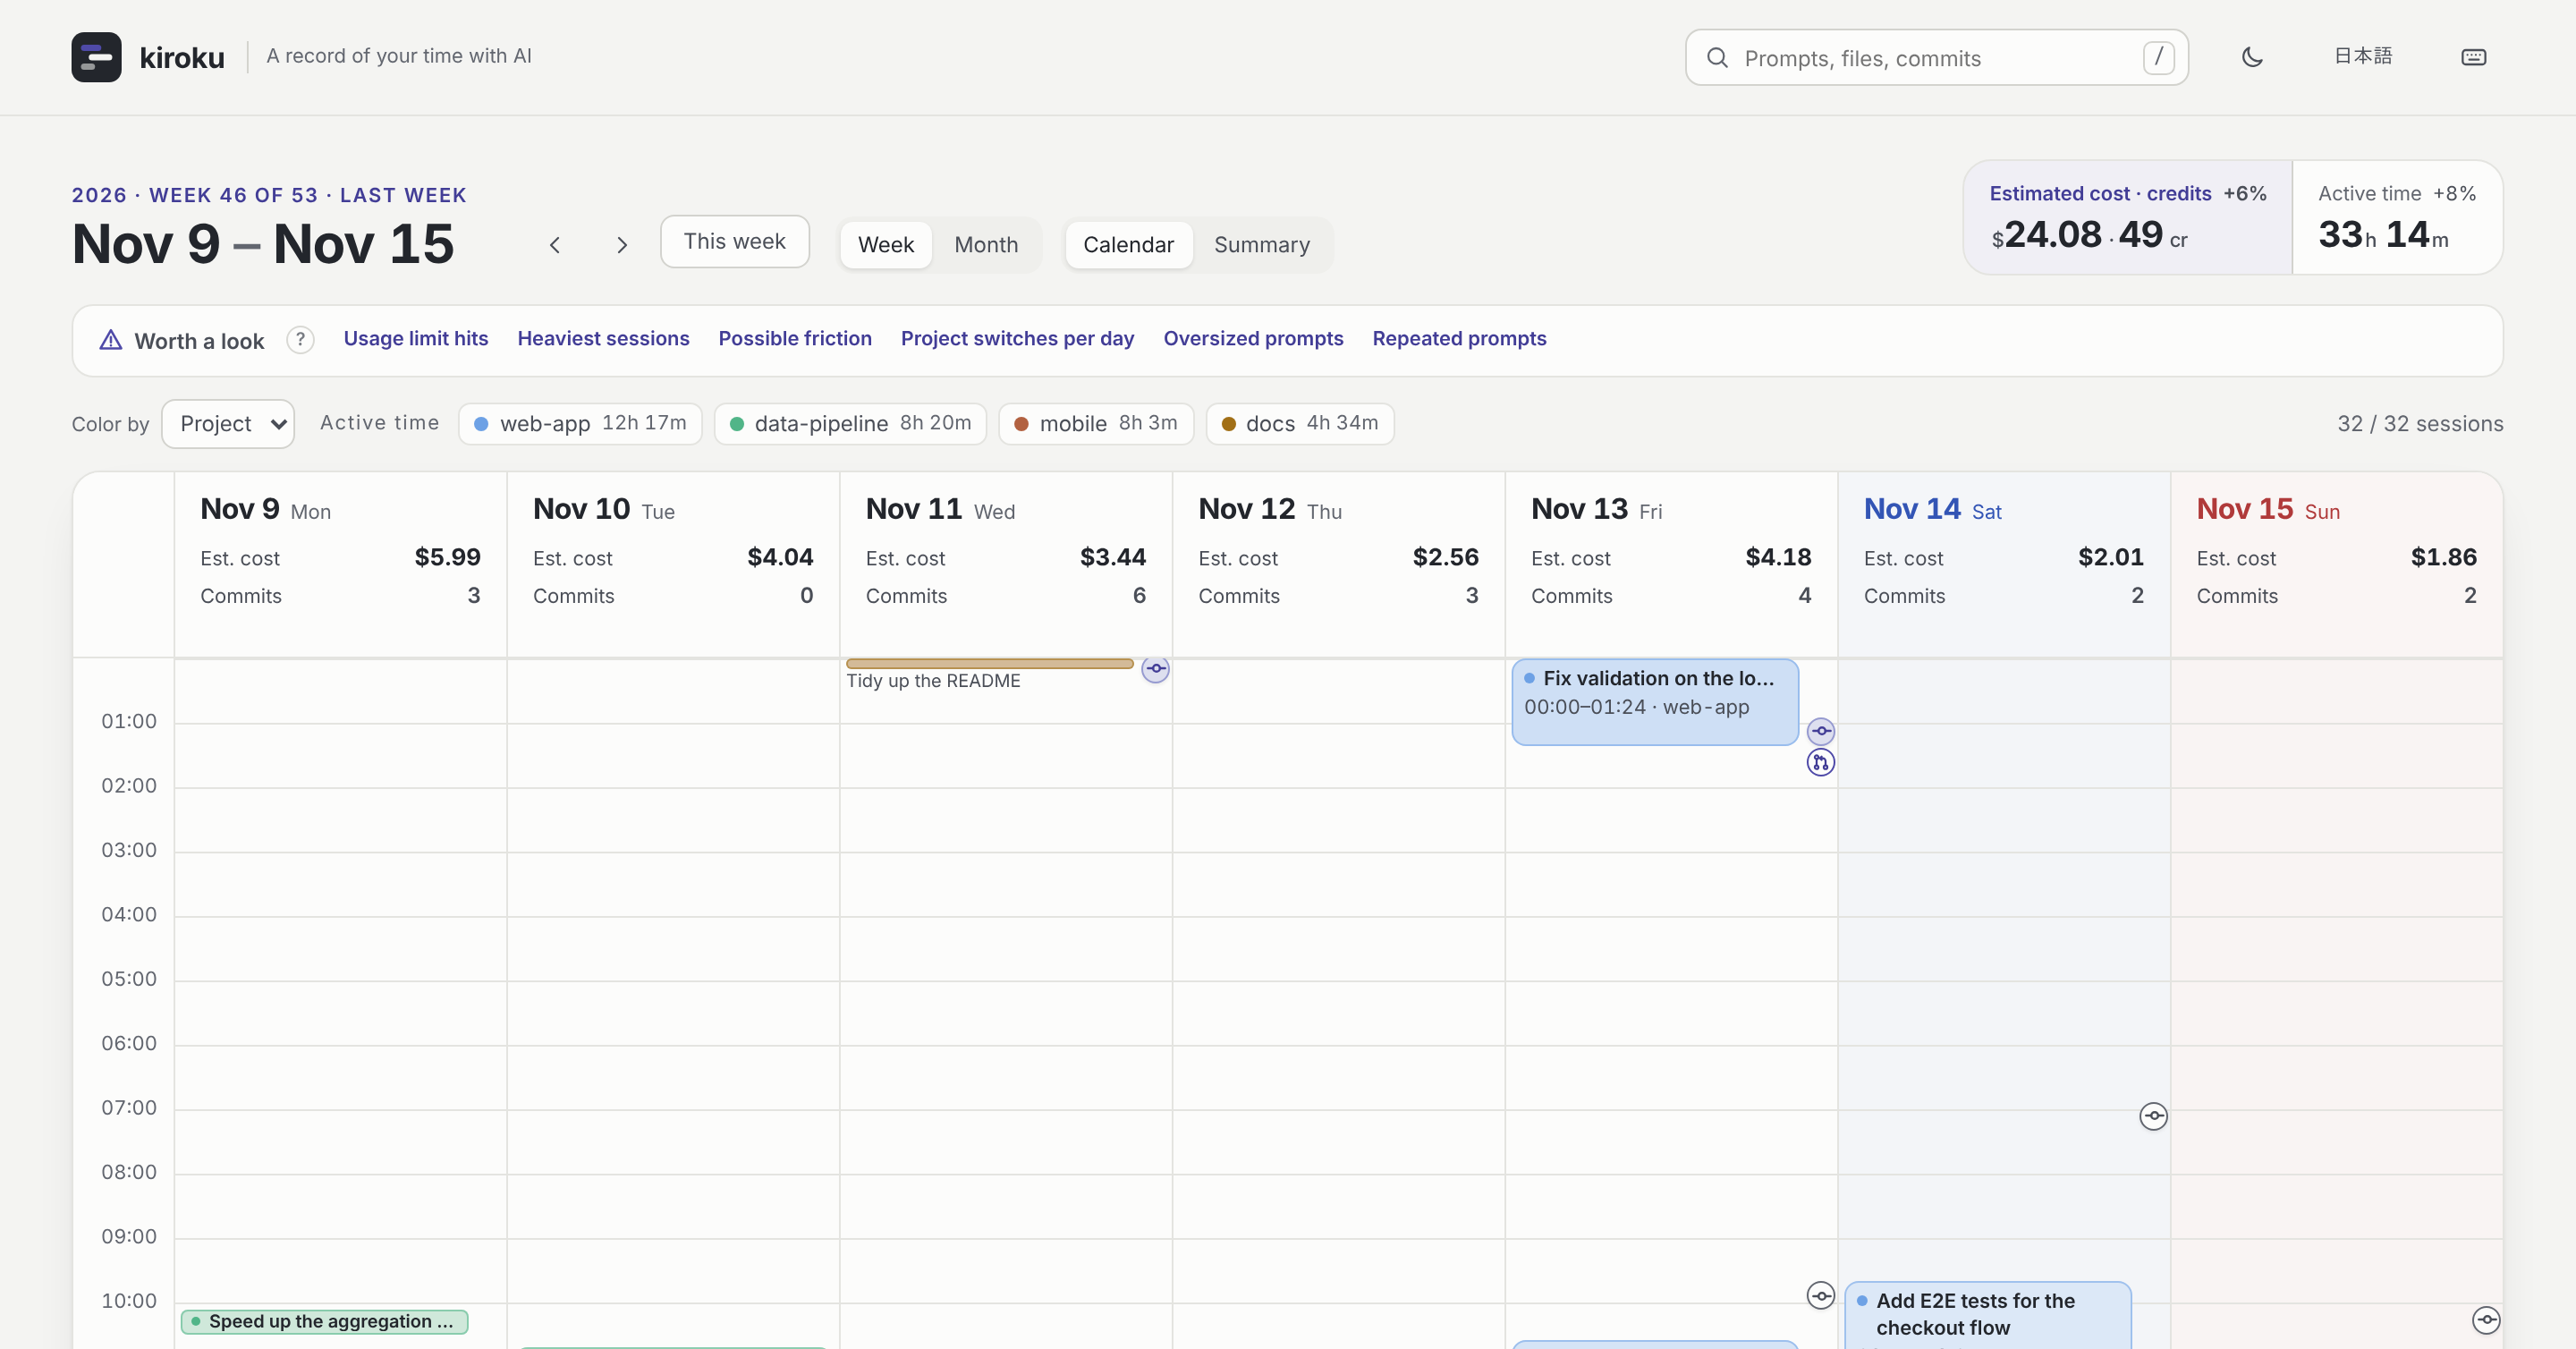 kiroku
A record of your time with AI
Prompts, files, commits
/
日本語
2026 · WEEK 46 OF 53 · LAST WEEK
Nov 9 – Nov 15
This week
Week
Month
Calendar
Summary
Estimated cost · credits +6%
$24.08 · 49 cr
Active time +8%
33h 14m
Worth a look
?
Usage limit hits
Heaviest sessions
Possible friction
Project switches per day
Oversized prompts
Repeated prompts
Color by
Project
Active time
web-app 12h 17m
data-pipeline 8h 20m
mobile 8h 3m
docs 4h 34m
32 / 32 sessions
Nov 9 Mon
Est. cost $5.99
Commits 3
Nov 10 Tue
Est. cost $4.04
Commits 0
Nov 11 Wed
Est. cost $3.44
Commits 6
Nov 12 Thu
Est. cost $2.56
Commits 3
Nov 13 Fri
Est. cost $4.18
Commits 4
Nov 14 Sat
Est. cost $2.01
Commits 2
Nov 15 Sun
Est. cost $1.86
Commits 2
Tidy up the README
Fix validation on the lo...
00:00–01:24 · web-app
01:00
02:00
03:00
04:00
05:00
06:00
07:00
08:00
09:00
10:00
Speed up the aggregation ...
Add E2E tests for the
checkout flow